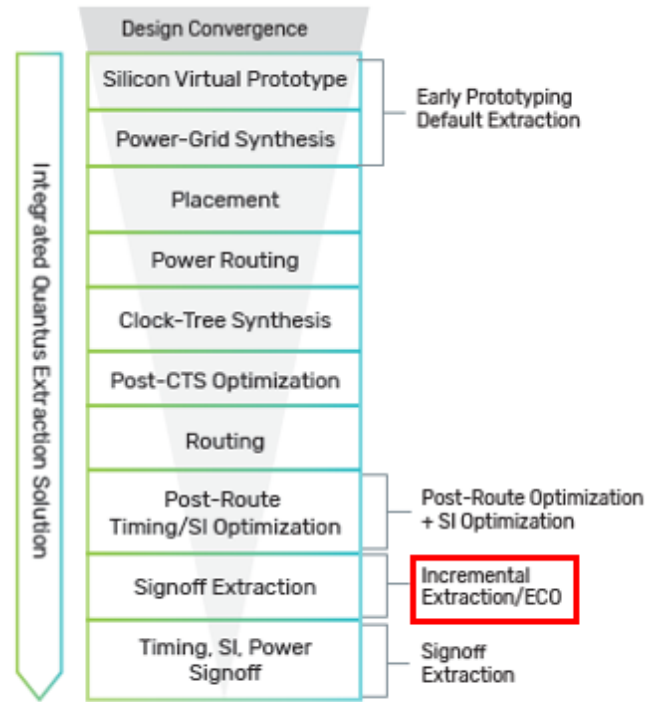 Design Convergence
Silicon Virtual Prototype
Power-Grid Synthesis
Early Prototyping
Default Extraction
Placement
Power Routing
Clock-Tree Synthesis
Post-CTS Optimization
Routing
Post-Route
Timing/SI Optimization
Post-Route Optimization
+ SI Optimization
Signoff Extraction
Incremental
Extraction/ECO
Timing, SI, Power
Signoff
Signoff
Extraction
Integrated Quantus Extraction Solution